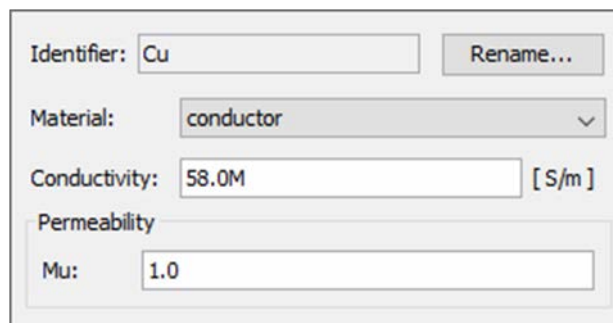 Identifier: Cu Rename...
Material: conductor
Conductivity: 58.0M [ S/m ]
Permeability
Mu: 1.0